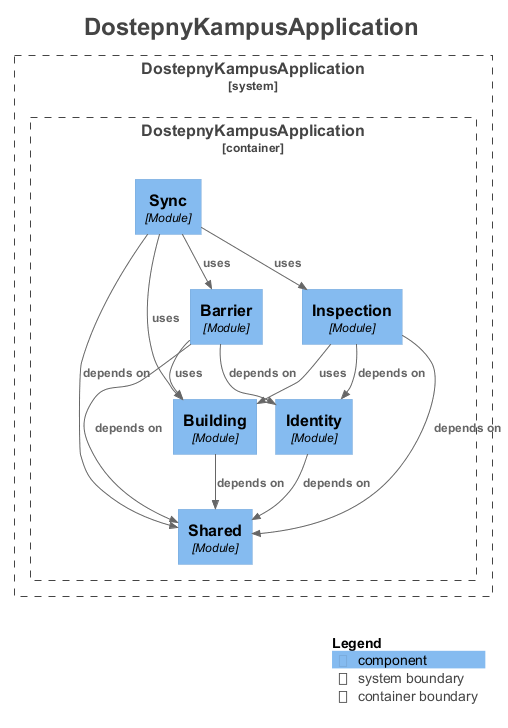 DostepnyKampusApplication
DostepnyKampusApplication
[system]
DostepnyKampusApplication
[container]
Sync
[Module]
uses
uses
Barrier
[Module]
Inspection
[Module]
uses
depends on
uses
depends on
uses
depends on
Building
[Module]
Identity
[Module]
depends on
depends on
depends on
depends on
Shared
[Module]
Legend
component
system boundary
container boundary